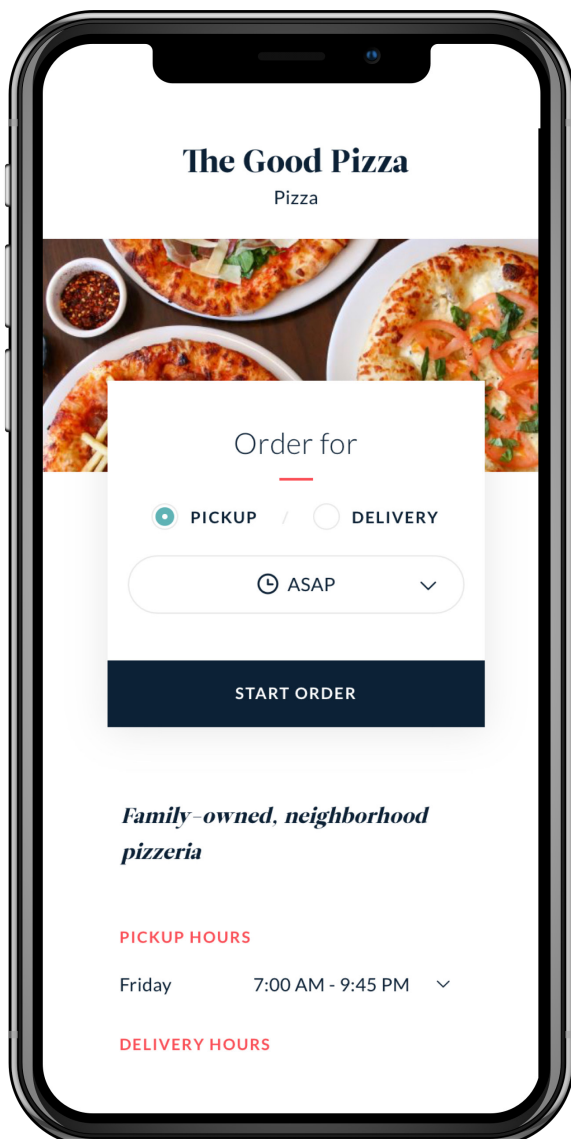 The Good Pizza
Pizza
Order for
PICKUP / DELIVERY
ASAP
START ORDER
Family-owned, neighborhood
pizzeria
PICKUP HOURS
Friday 7:00 AM - 9:45 PM
DELIVERY HOURS